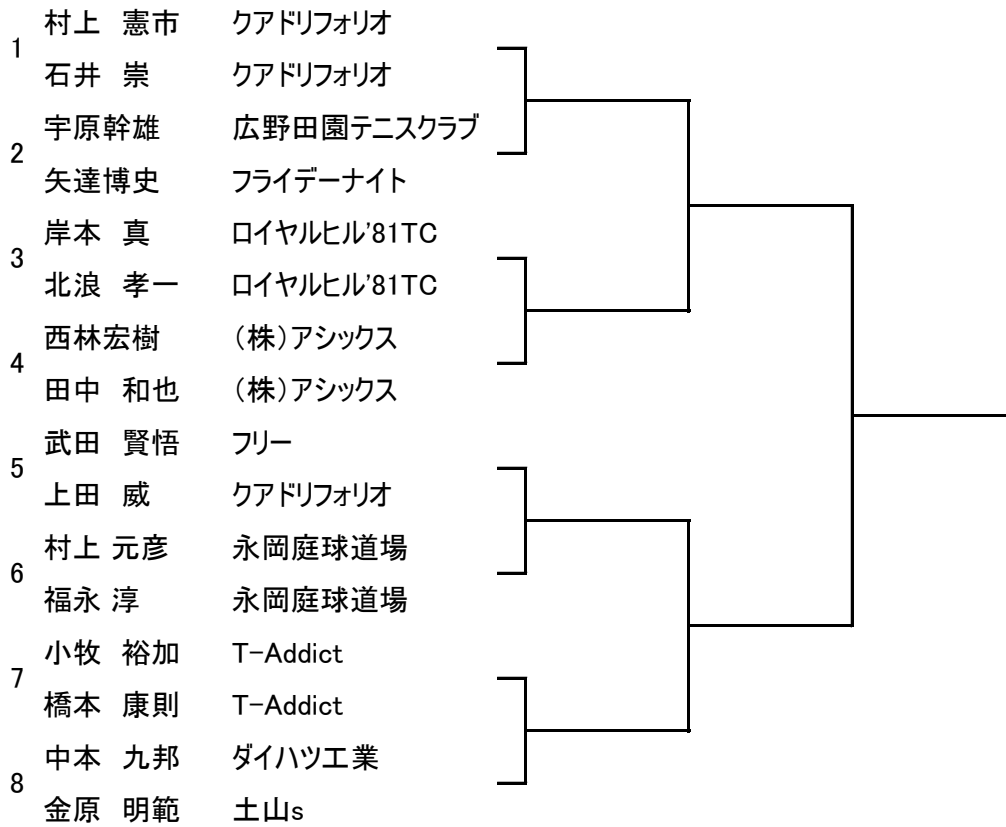 村上　憲市　クアドリフォリオ
1
石井　崇　クアドリフォリオ
宇原幹雄　広野田園テニスクラブ
2
矢達博史　フライデーナイト
岸本　真　ロイヤルヒル'81TC
3
北浪　孝一　ロイヤルヒル'81TC
西林宏樹　（株）アシックス
4
田中　和也　（株）アシックス
武田　賢悟　フリー
5
上田　威　クアドリフォリオ
村上 元彦　永岡庭球道場
6
福永 淳　永岡庭球道場
小牧　裕加　T-Addict
7
橋本　康則　T-Addict
中本　九邦　ダイハツ工業
8
金原　明範　土山s